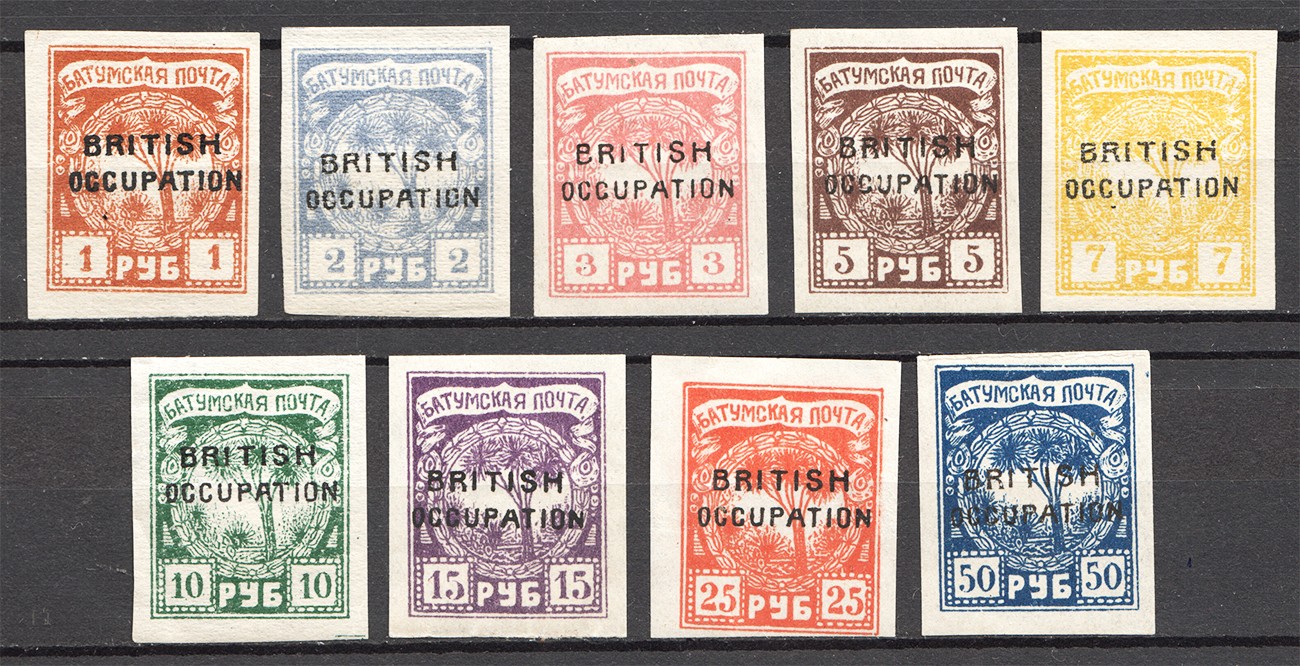 БАТУМСКАЯ ПОЧТА
BRITISH
OCCUPATION
1 РУБ 1
БАТУМСКАЯ ПОЧТА
BRITISH
OCCUPATION
2 РУБ 2
БАТУМСКАЯ ПОЧТА
BRITISH
OCCUPATION
3 РУБ 3
БАТУМСКАЯ ПОЧТА
BRITISH
OCCUPATION
5 РУБ 5
БАТУМСКАЯ ПОЧТА
BRITISH
OCCUPATION
7 РУБ 7
БАТУМСКАЯ ПОЧТА
BRITISH
OCCUPATION
10 РУБ 10
БАТУМСКАЯ ПОЧТА
BRITISH
OCCUPATION
15 РУБ 15
БАТУМСКАЯ ПОЧТА
BRITISH
OCCUPATION
25 РУБ 25
БАТУМСКАЯ ПОЧТА
BRITISH
OCCUPATION
50 РУБ 50